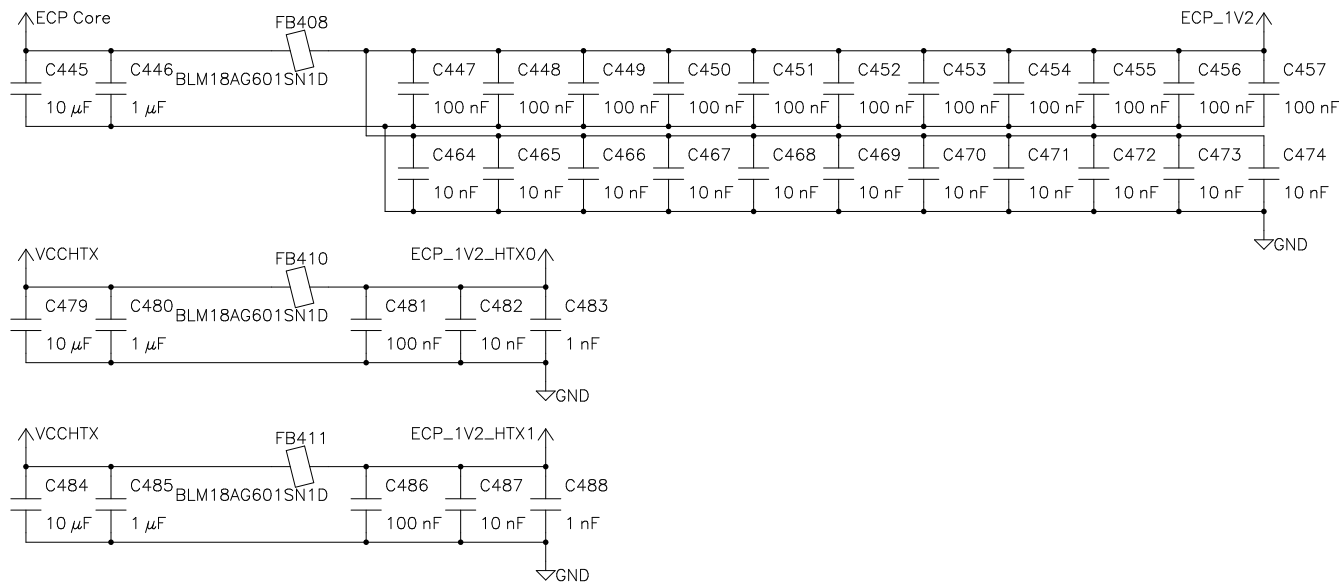 ECP Core
FB408
ECP_1V2
C445
C446
BLM18AG601SN1D
C447
C448
C449
C450
C451
C452
C453
C454
C455
C456
C457
10 µF
1 µF
100 nF
100 nF
100 nF
100 nF
100 nF
100 nF
100 nF
100 nF
100 nF
100 nF
100 nF
C464
C465
C466
C467
C468
C469
C470
C471
C472
C473
C474
10 nF
10 nF
10 nF
10 nF
10 nF
10 nF
10 nF
10 nF
10 nF
10 nF
10 nF
GND
VCCHTX
FB410
ECP_1V2_HTX0
C479
C480
BLM18AG601SN1D
C481
C482
C483
10 µF
1 µF
100 nF
10 nF
1 nF
GND
VCCHTX
FB411
ECP_1V2_HTX1
C484
C485
BLM18AG601SN1D
C486
C487
C488
10 µF
1 µF
100 nF
10 nF
1 nF
GND